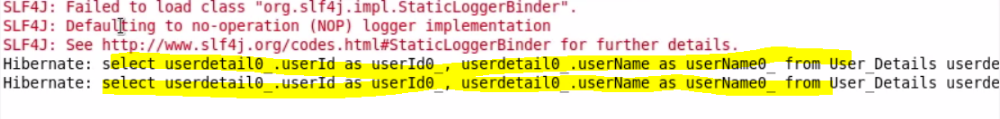 SLF4J: Failed to load class "org.slf4j.impl.StaticLoggerBinder".
SLF4J: Defaulting to no-operation (NOP) logger implementation
SLF4J: See http://www.slf4j.org/codes.html#StaticLoggerBinder for further details.
Hibernate: select userdetail0_.userId as userId0_, userdetail0_.userName as userName0_ from User_Details userde
Hibernate: select userdetail0_.userId as userId0_, userdetail0_.userName as userName0_ from User_Details userde